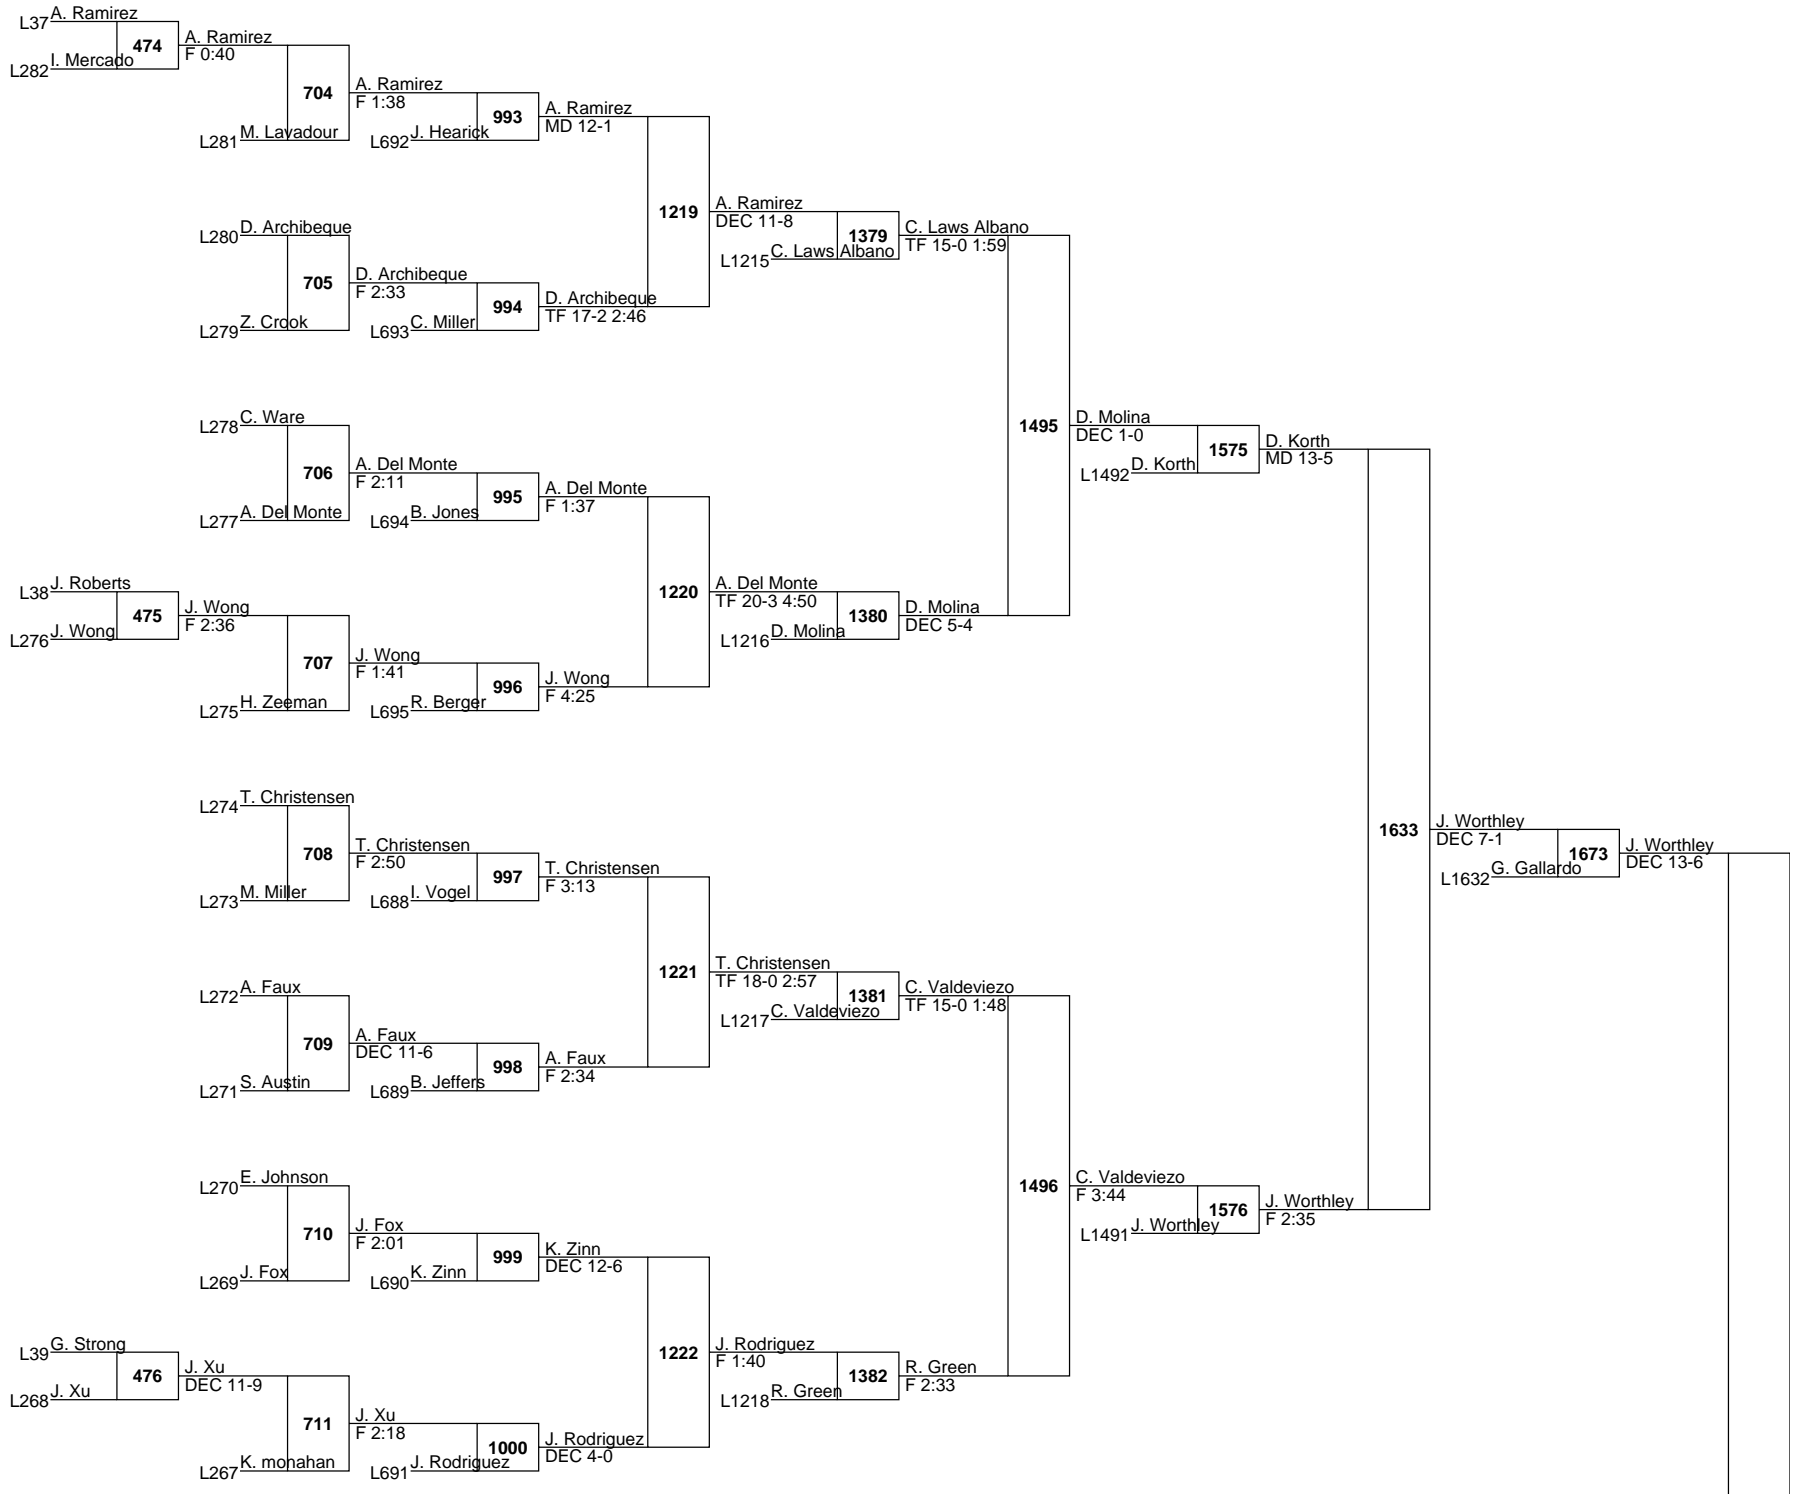 A. Ramirez
L37
474
A. Ramirez
F 0:40
I. Mercado
L282
704
A. Ramirez
F 1:38
993
A. Ramirez
MD 12-1
M. Lavadour
L281
J. Hearick
L692
1219
A. Ramirez
DEC 11-8
D. Archibeque
L280
1379
C. Laws Albano
TF 15-0 1:59
C. Laws Albano
L1215
705
D. Archibeque
F 2:33
994
D. Archibeque
TF 17-2 2:46
Z. Crook
L279
C. Miller
L693
C. Ware
L278
1495
D. Molina
DEC 1-0
1575
D. Korth
MD 13-5
D. Korth
L1492
706
A. Del Monte
F 2:11
995
A. Del Monte
F 1:37
A. Del Monte
L277
B. Jones
L694
J. Roberts
L38
475
J. Wong
F 2:36
J. Wong
L276
1220
A. Del Monte
TF 20-3 4:50
1380
D. Molina
DEC 5-4
D. Molina
L1216
707
J. Wong
F 1:41
996
J. Wong
F 4:25
H. Zeeman
L275
R. Berger
L695
T. Christensen
L274
1633
J. Worthley
DEC 7-1
1673
J. Worthley
DEC 13-6
G. Gallardo
L1632
708
T. Christensen
F 2:50
997
T. Christensen
F 3:13
M. Miller
L273
I. Vogel
L688
1221
T. Christensen
TF 18-0 2:57
1381
C. Valdeviezo
TF 15-0 1:48
C. Valdeviezo
L1217
A. Faux
L272
709
A. Faux
DEC 11-6
998
A. Faux
F 2:34
S. Austin
L271
B. Jeffers
L689
E. Johnson
L270
1496
C. Valdeviezo
F 3:44
1576
J. Worthley
F 2:35
J. Worthley
L1491
710
J. Fox
F 2:01
999
K. Zinn
DEC 12-6
J. Fox
L269
K. Zinn
L690
G. Strong
L39
476
J. Xu
DEC 11-9
J. Xu
L268
1222
J. Rodriguez
F 1:40
1382
R. Green
F 2:33
R. Green
L1218
711
J. Xu
F 2:18
1000
J. Rodriguez
DEC 4-0
K. monahan
L267
J. Rodriguez
L691